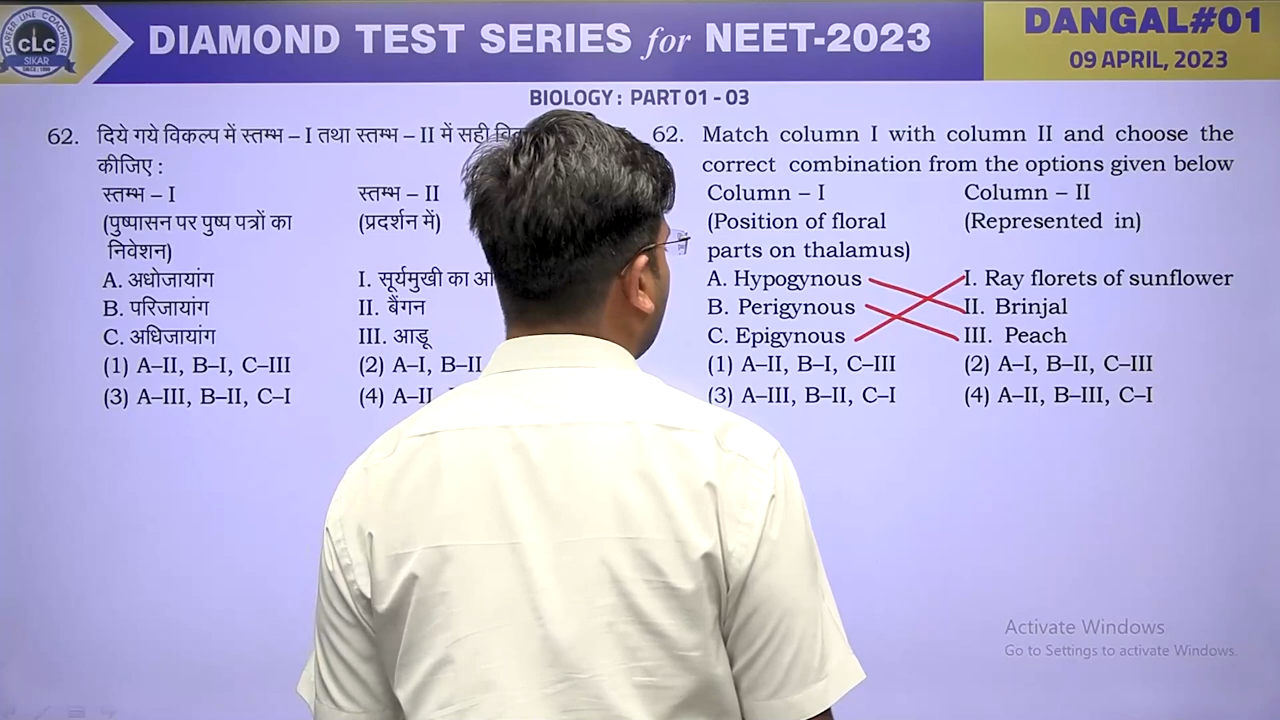 CAREER LINE COACHING
CLC
SIKAR
DIAMOND TEST SERIES for NEET-2023
DANGAL#01
09 APRIL, 2023
BIOLOGY : PART 01 - 03
62. दिये गये विकल्प में स्तम्भ – I तथा स्तम्भ – II में सही
कीजिए :
स्तम्भ – I स्तम्भ – II
(पुष्पासन पर पुष्प पत्रों का (प्रदर्शन में)
निवेशन)
A. अधोजायांग I. सूर्यमुखी का
B. परिजायांग II. बैंगन
C. अधिजायांग III. आडू
(1) A–II, B–I, C–III (2) A–I, B–II
(3) A–III, B–II, C–I (4) A–II
62. Match column I with column II and choose the
correct combination from the options given below
Column – I Column – II
(Position of floral (Represented in)
parts on thalamus)
A. Hypogynous I. Ray florets of sunflower
B. Perigynous II. Brinjal
C. Epigynous III. Peach
(1) A–II, B–I, C–III (2) A–I, B–II, C–III
(3) A–III, B–II, C–I (4) A–II, B–III, C–I
Activate Windows
Go to Settings to activate Windows.